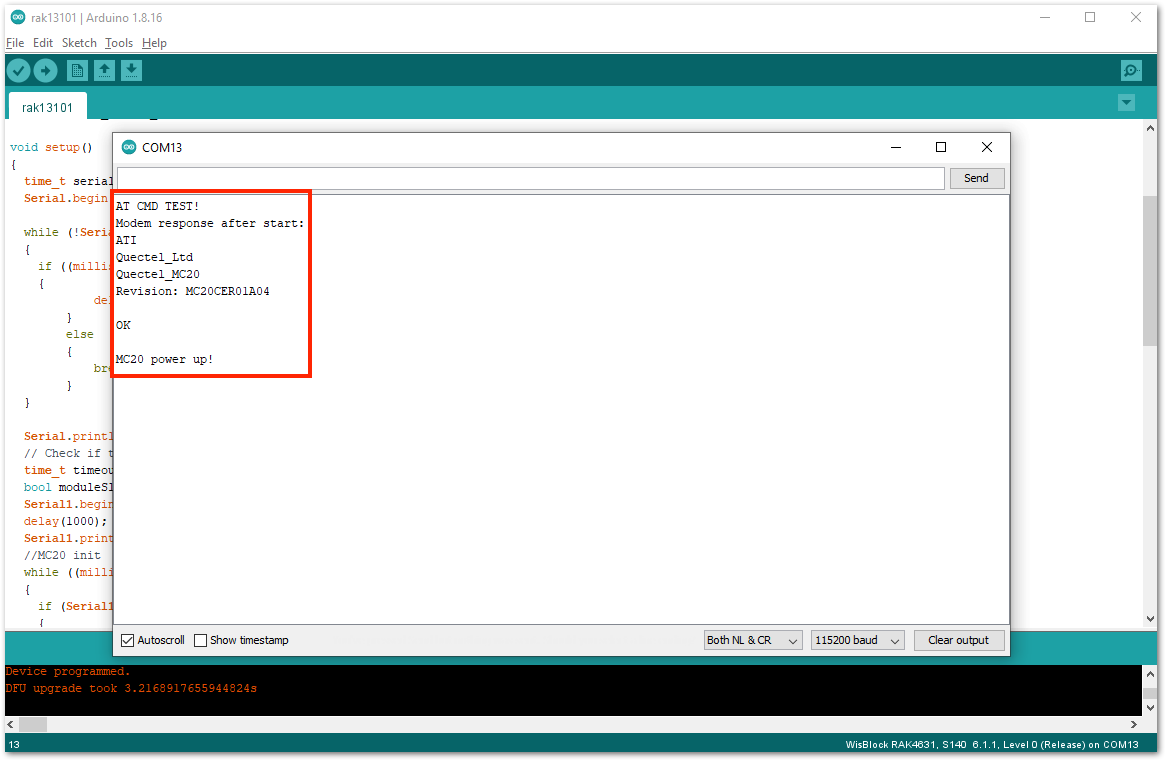 rak13101 | Arduino 1.8.16
File Edit Sketch Tools Help
rak13101
void setup()
{
time_t serial
Serial.begin
while (!Seria
{
if ((millis
{
del
}
else
{
bre
}
}
Serial.printl
// Check if t
time_t timeou
bool moduleSl
Serial1.begin
delay(1000);
Serial1.print
//MC20 init
while ((milli
{
if (Serial1
{
COM13
Send
AT CMD TEST!
Modem response after start:
ATI
Quectel_Ltd
Quectel_MC20
Revision: MC20CER01A04
OK
MC20 power up!
Autoscroll Show timestamp Both NL & CR 115200 baud Clear output
Device programmed.
DFU upgrade took 3.2168917655944824s
13 WisBlock RAK4631, S140 6.1.1, Level 0 (Release) on COM13